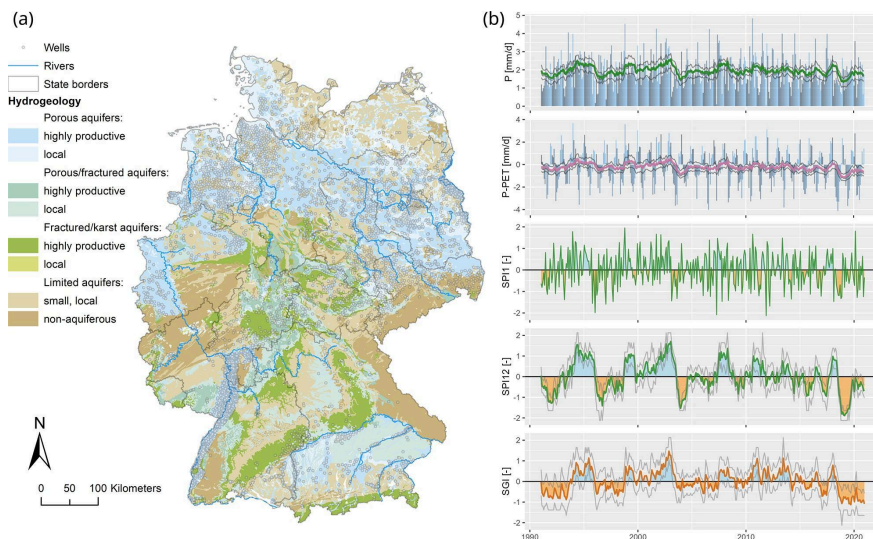 (a)
Wells
Rivers
State borders
Hydrogeology
Porous aquifers:
highly productive
local
Porous/fractured aquifers:
highly productive
local
Fractured/karst aquifers:
highly productive
local
Limited aquifers:
small, local
non-aquiferous
N
0 50 100 Kilometers
(b)
P [mm/d]
5
4
3
2
1
0
P-PET [mm/d]
4
2
0
-2
-4
SPI1 [-]
2
1
0
-1
-2
SPI12 [-]
2
1
0
-1
-2
SGI [-]
2
1
0
-1
-2
1990 2000 2010 2020